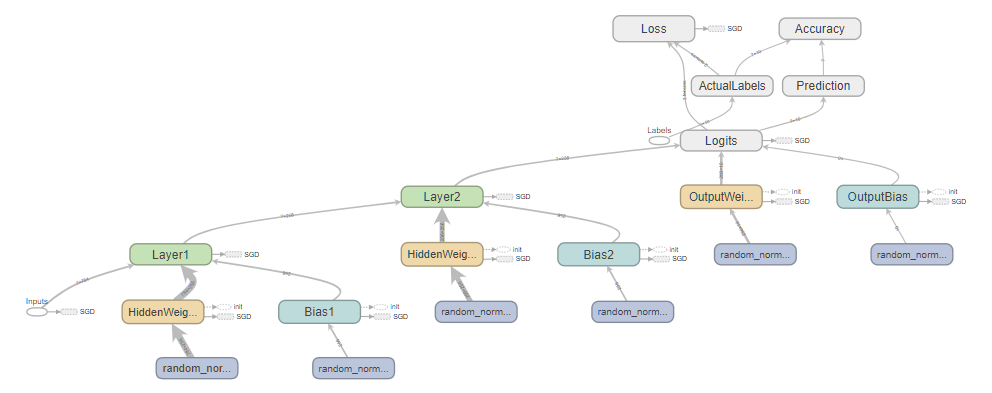 Loss
SGD
Accuracy
ActualLabels
Prediction
Labels
Logits
SGD
Layer2
SGD
OutputWei...
init
SGD
OutputBias
init
SGD
Layer1
SGD
HiddenWeig...
init
SGD
Bias2
init
SGD
random_norm...
random_norm...
Inputs
SGD
HiddenWeig...
init
SGD
Bias1
init
SGD
random_norm...
random_norm...
random_nor...
random_norm...